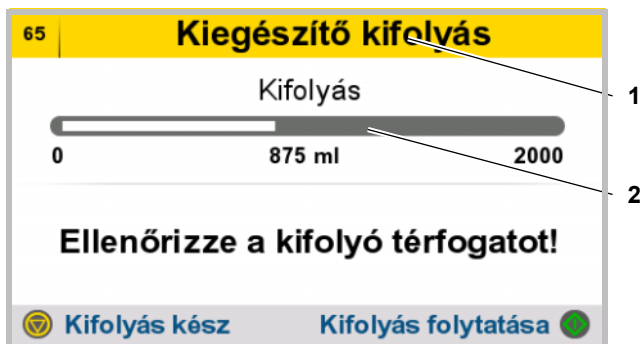 65 Kiegészítő kifolyás
1
Kifolyás
0 875 ml 2000
2
Ellenőrizze a kifolyó térfogatot!
Kifolyás kész Kifolyás folytatása